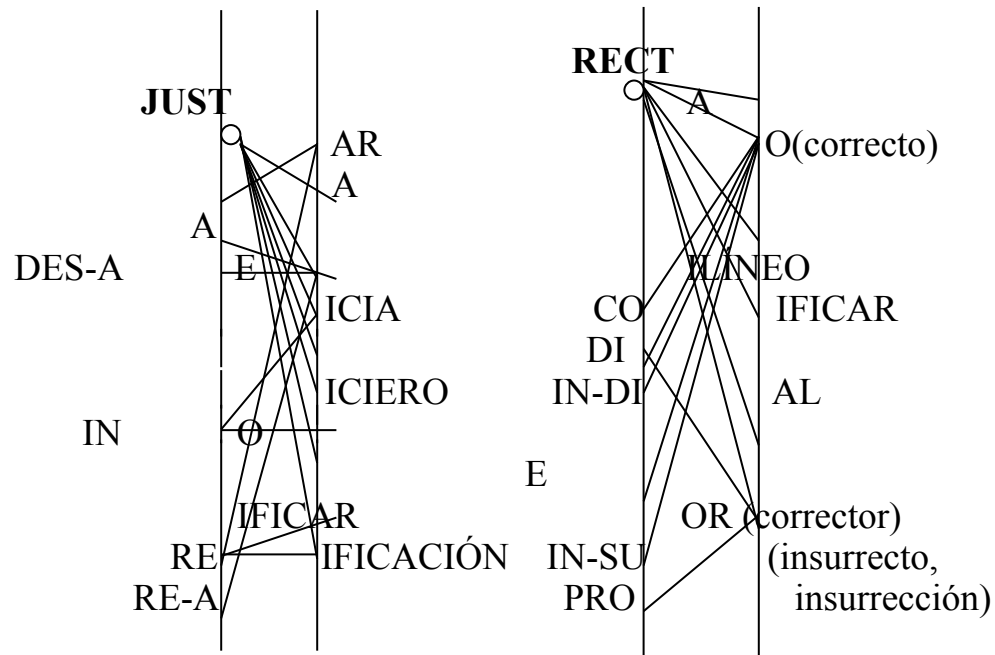 JUST
AR
A
A
DES-A
E
ICIA
ICIERO
IN
O
IFICAR
RE
IFICACIÓN
RE-A
RECT
A
O(correcto)
ILÍNEO
CO
IFICAR
DI
IN-DI
AL
E
OR (corrector)
IN-SU
(insurrecto,
PRO
insurrección)